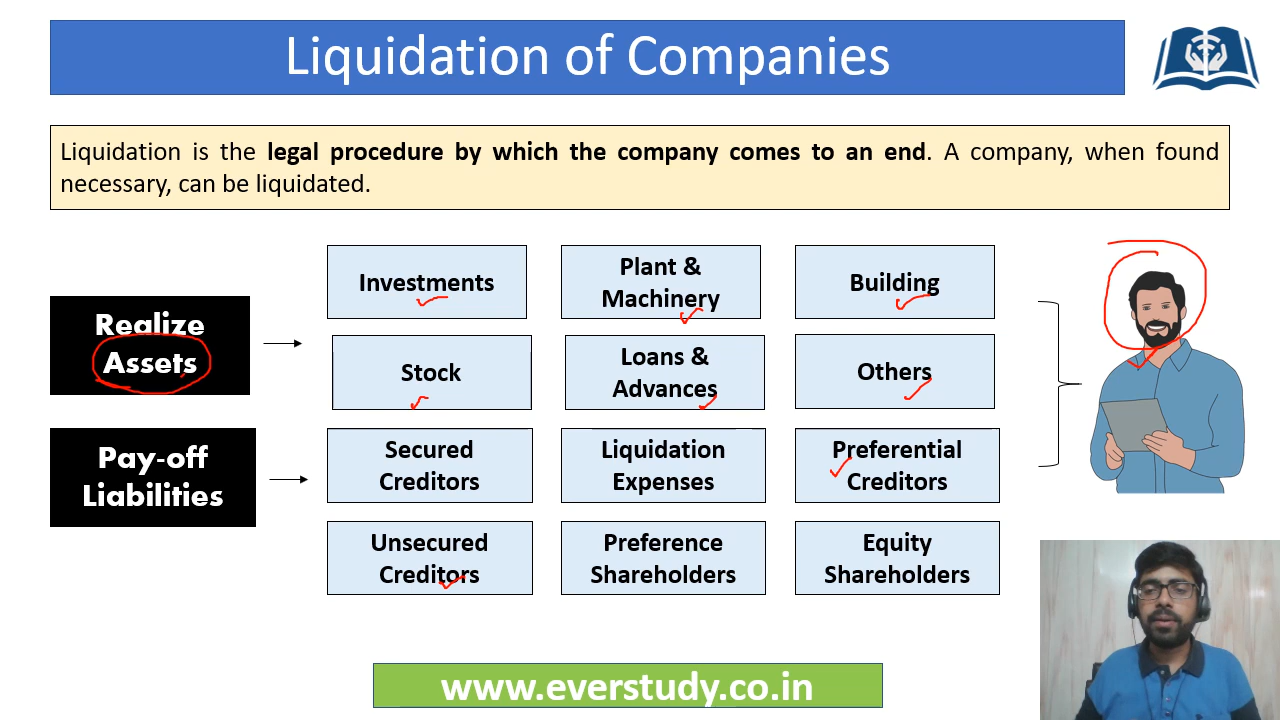 Liquidation of Companies
Liquidation is the legal procedure by which the company comes to an end. A company, when found
necessary, can be liquidated.
Realize
Assets
Investments
Plant &
Machinery
Building
Stock
Loans &
Advances
Others
Pay-off
Liabilities
Secured
Creditors
Liquidation
Expenses
Preferential
Creditors
Unsecured
Creditors
Preference
Shareholders
Equity
Shareholders
www.everstudy.co.in